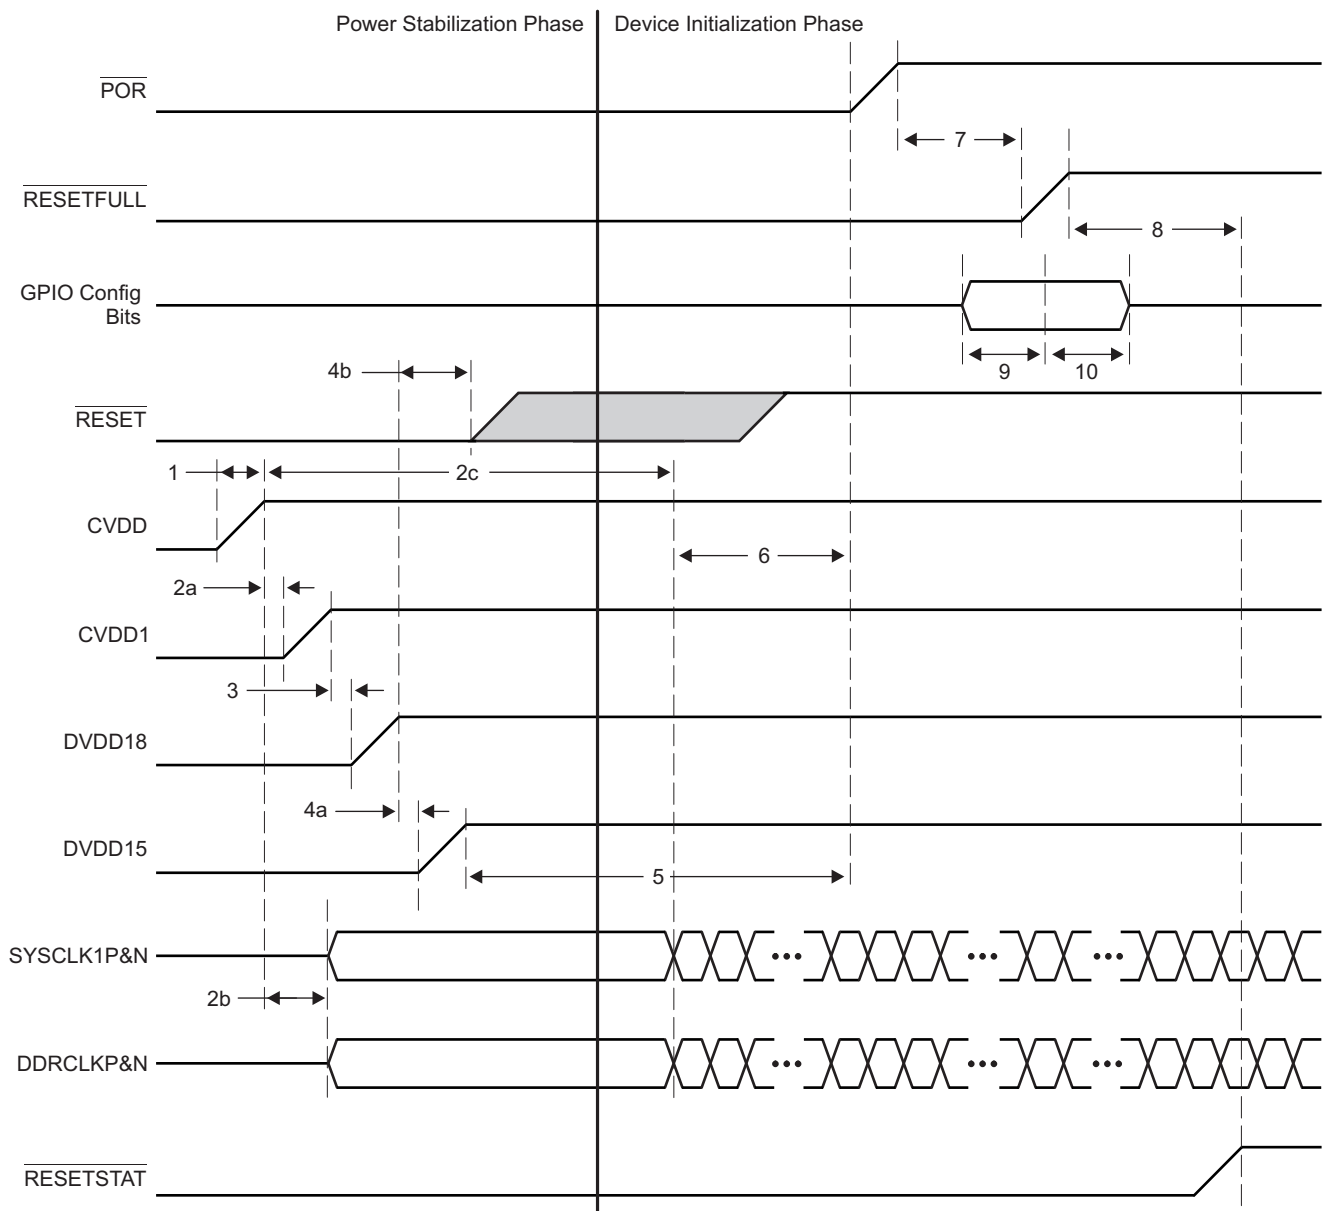 Power Stabilization Phase
Device Initialization Phase
POR
7
RESETFULL
8
GPIO Config
Bits
9
10
4b
RESET
1
2c
CVDD
6
2a
CVDD1
3
DVDD18
4a
DVDD15
5
SYSCLK1P&N
2b
DDRCLKP&N
RESETSTAT